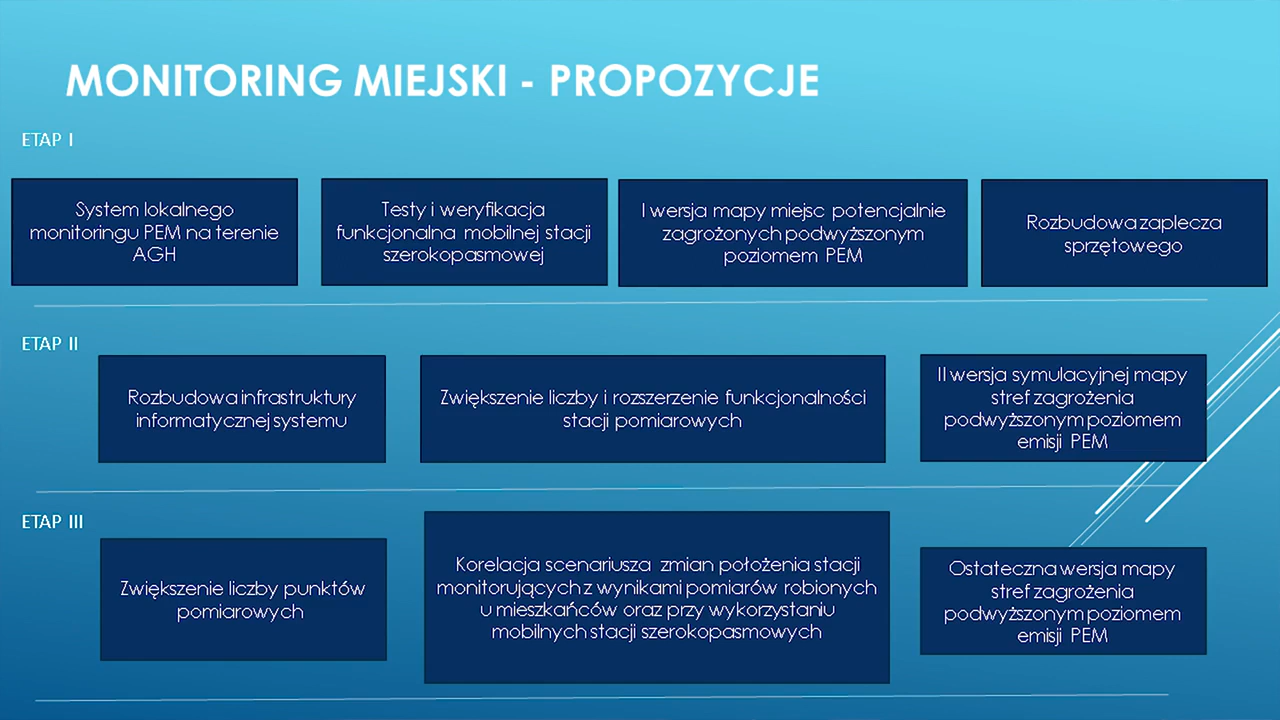 MONITORING MIEJSKI - PROPOZYCJE
ETAP I
System lokalnego
monitoringu PEM na terenie
AGH
Testy i weryfikacja
funkcjonalna mobilnej stacji
szerokopasmowej
I wersja mapy miejsc potencjalnie
zagrożonych podwyższonym
poziomem PEM
Rozbudowa zaplecza
sprzętowego
ETAP II
Rozbudowa infrastruktury
informatycznej systemu
Zwiększenie liczby i rozszerzenie funkcjonalności
stacji pomiarowych
II wersja symulacyjnej mapy
stref zagrożenia
podwyższonym poziomem
emisji PEM
ETAP III
Zwiększenie liczby punktów
pomiarowych
Korelacja scenariusza zmian położenia stacji
monitorujących z wynikami pomiarów robionych
u mieszkańców oraz przy wykorzystaniu
mobilnych stacji szerokopasmowych
Ostateczna wersja mapy
stref zagrożenia
podwyższonym poziomem
emisji PEM